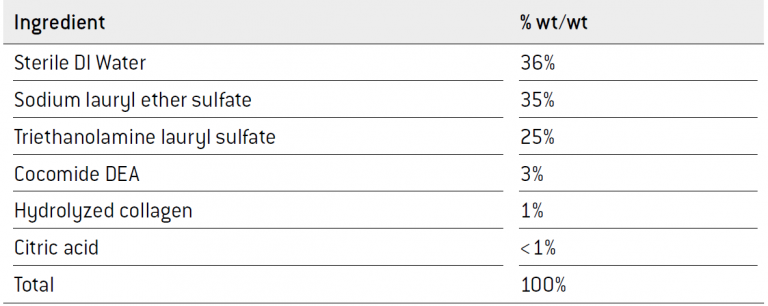 Ingredient % wt/wt
Sterile DI Water 36%
Sodium lauryl ether sulfate 35%
Triethanolamine lauryl sulfate 25%
Cocomide DEA 3%
Hydrolyzed collagen 1%
Citric acid <1%
Total 100%